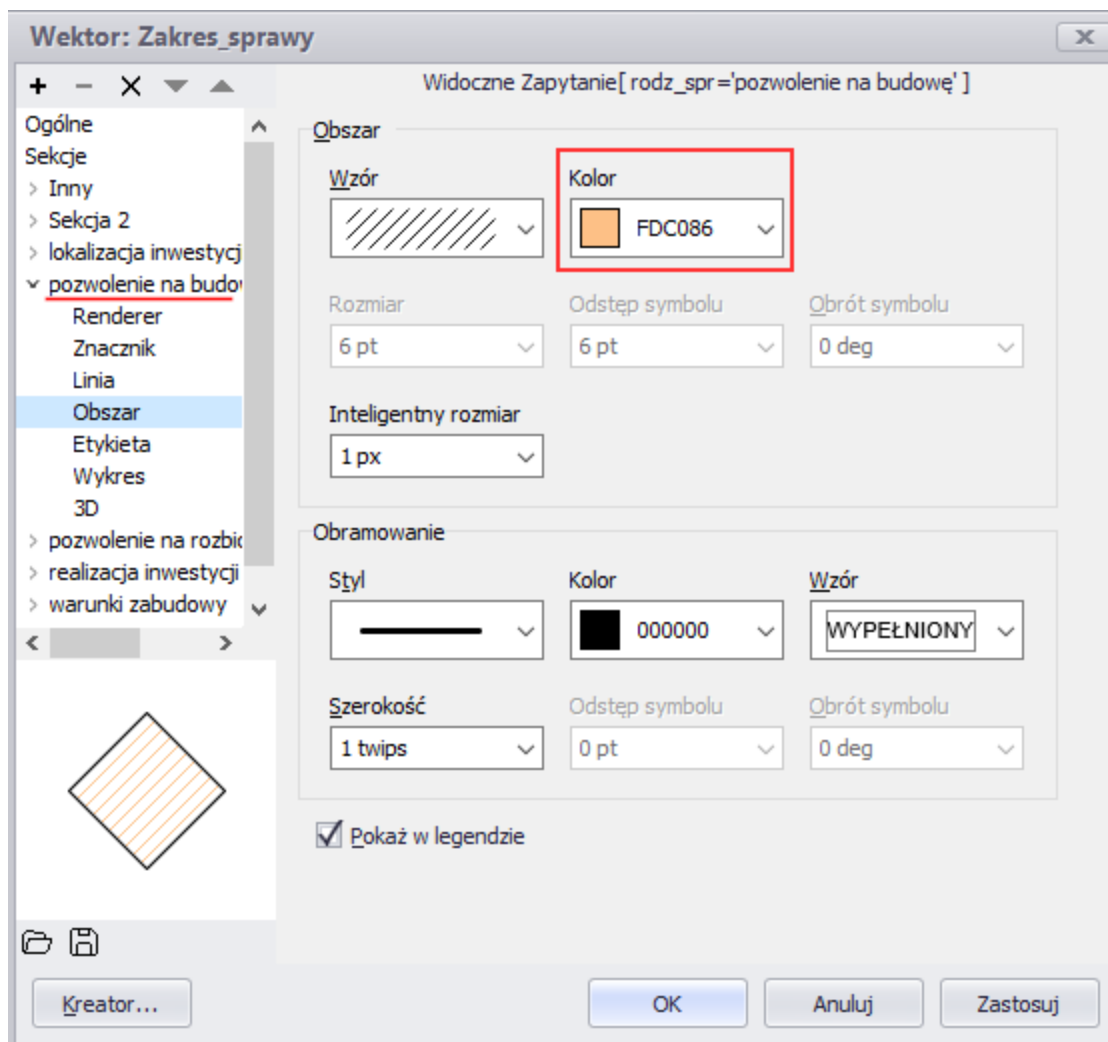 Wektor: Zakres_sprawy
Widoczne Zapytanie[ rodz_spr='pozwolenie na budowę' ]
Ogólne
Sekcje
Inny
Sekcja 2
lokalizacja inwestycj
pozwolenie na budo
Renderer
Znacznik
Linia
Obszar
Etykieta
Wykres
3D
pozwolenie na rozbi
realizacja inwestycji
warunki zabudowy
Obszar
Wzór Kolor
FDC086
Rozmiar Odstęp symbolu Obrót symbolu
6 pt 6 pt 0 deg
Inteligentny rozmiar
1 px
Obramowanie
Styl Kolor Wzór
000000 WYPEŁNIONY
Szerokość Odstęp symbolu Obrót symbolu
1 twips 0 pt 0 deg
Pokaż w legendzie
Kreator... OK Anuluj Zastosuj